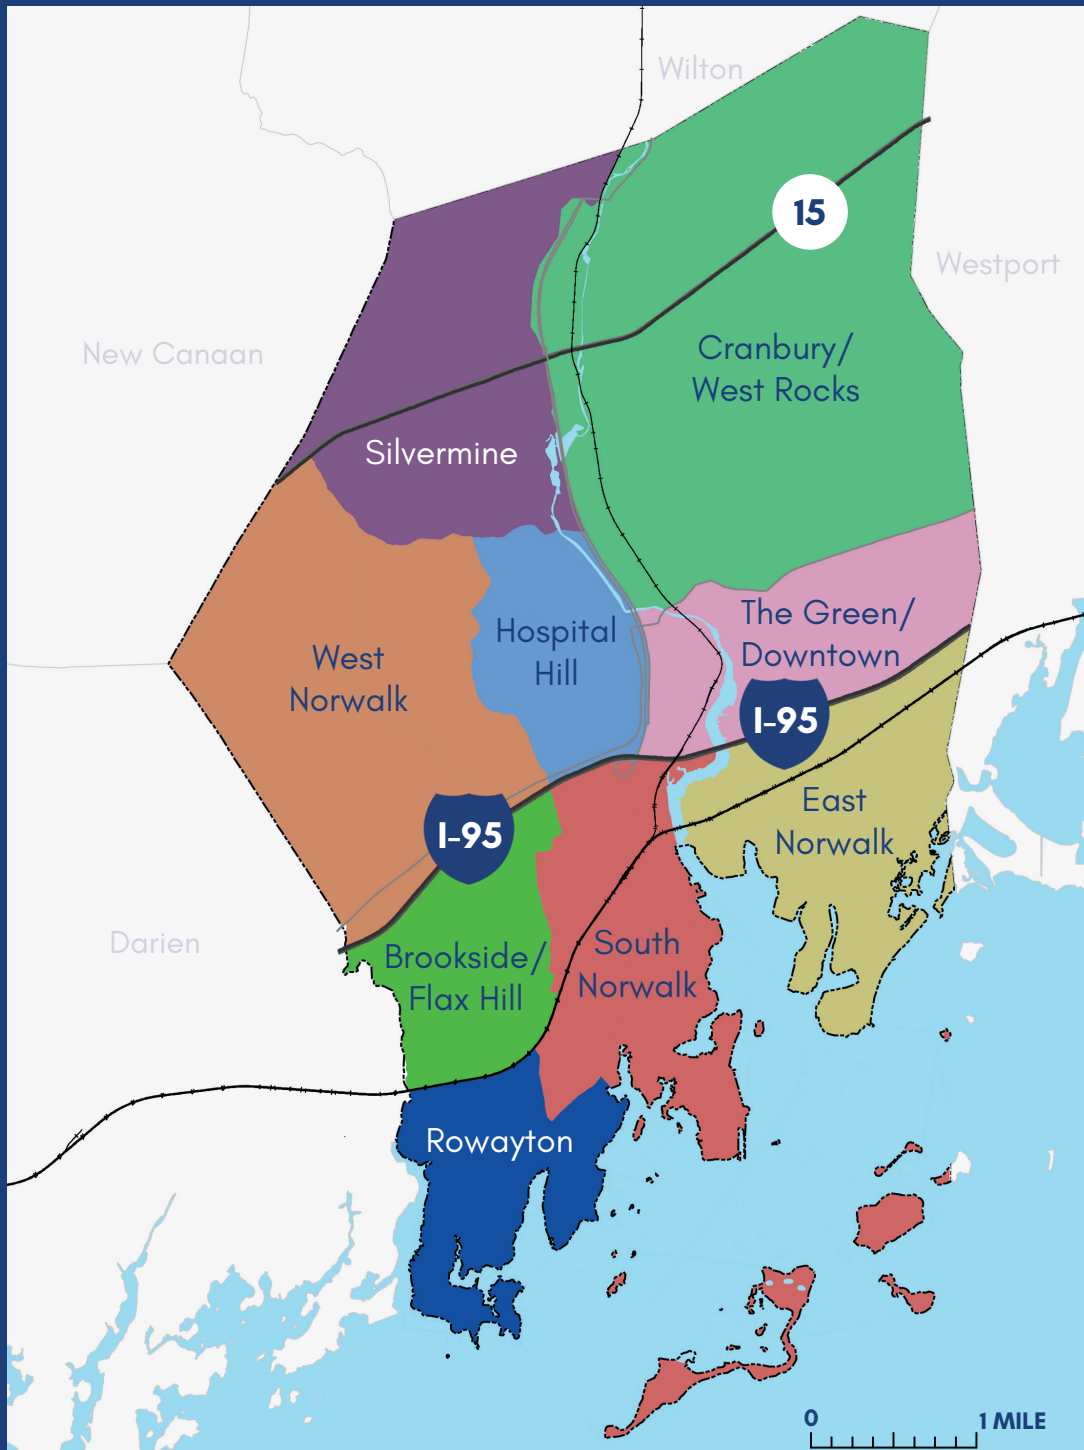 Wilton
15
Westport
New Canaan
Cranbury/
West Rocks
Silvermine
The Green/
Downtown
Hospital
Hill
West
Norwalk
I-95
East
Norwalk
I-95
Darien
Brookside/
Flax Hill
South
Norwalk
Rowayton
0 1 MILE